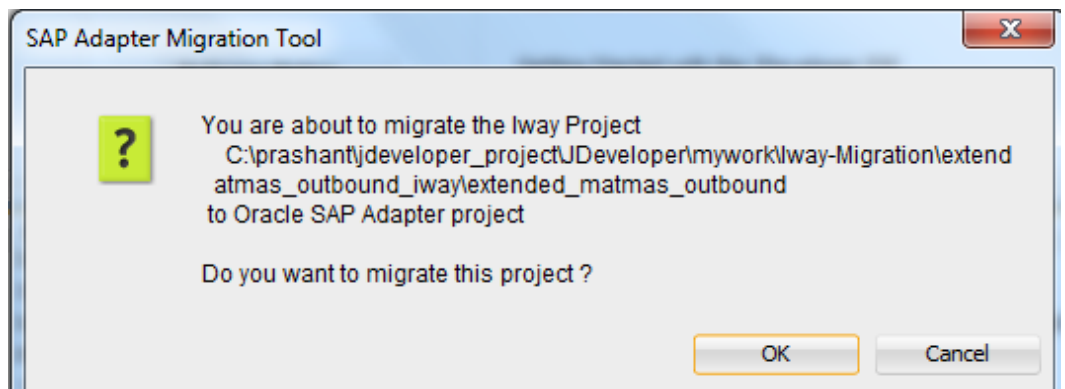 SAP Adapter Migration Tool
x
?
You are about to migrate the Iway Project
C:\prashant\jdeveloper_project\JDeveloper\mywork\Iway-Migration\extend
atmas_outbound_iway\extended_matmas_outbound
to Oracle SAP Adapter project
Do you want to migrate this project ?
OK Cancel